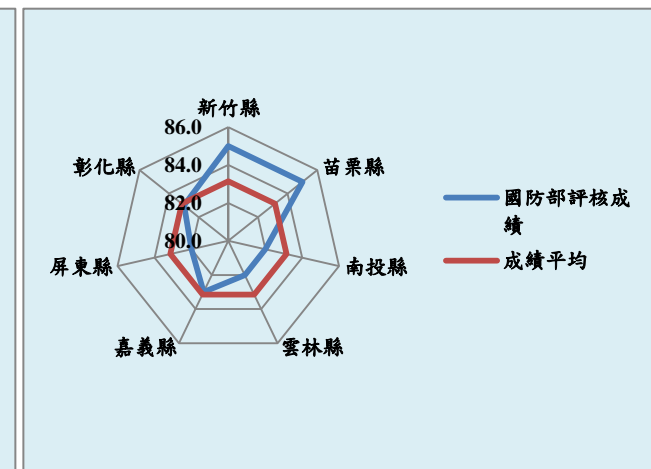 新竹縣
86.0
84.0
82.0
80.0
苗栗縣
南投縣
雲林縣
嘉義縣
屏東縣
彰化縣
國防部評核成
績
成績平均